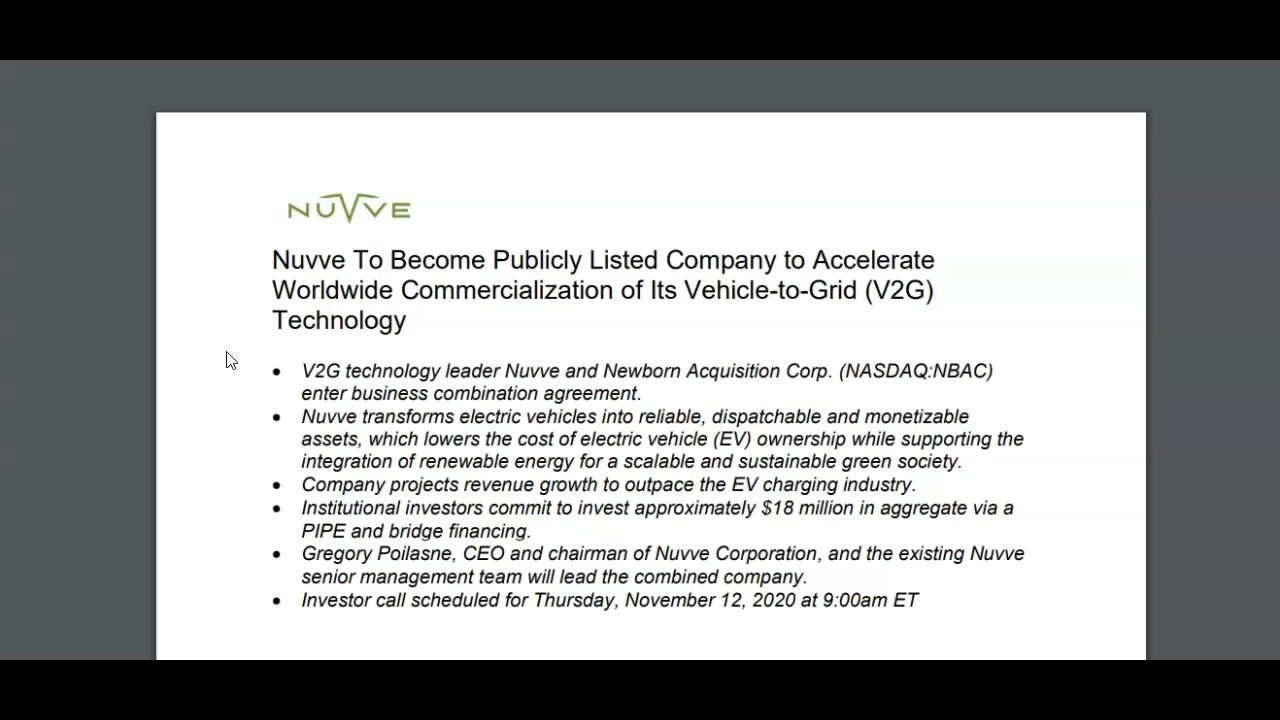 NUVVE
Nuvve To Become Publicly Listed Company to Accelerate
Worldwide Commercialization of Its Vehicle-to-Grid (V2G)
Technology
• V2G technology leader Nuvve and Newborn Acquisition Corp. (NASDAQ:NBAC)
enter business combination agreement.
• Nuvve transforms electric vehicles into reliable, dispatchable and monetizable
assets, which lowers the cost of electric vehicle (EV) ownership while supporting the
integration of renewable energy for a scalable and sustainable green society.
• Company projects revenue growth to outpace the EV charging industry.
• Institutional investors commit to invest approximately $18 million in aggregate via a
PIPE and bridge financing.
• Gregory Poilasne, CEO and chairman of Nuvve Corporation, and the existing Nuvve
senior management team will lead the combined company.
• Investor call scheduled for Thursday, November 12, 2020 at 9:00am ET